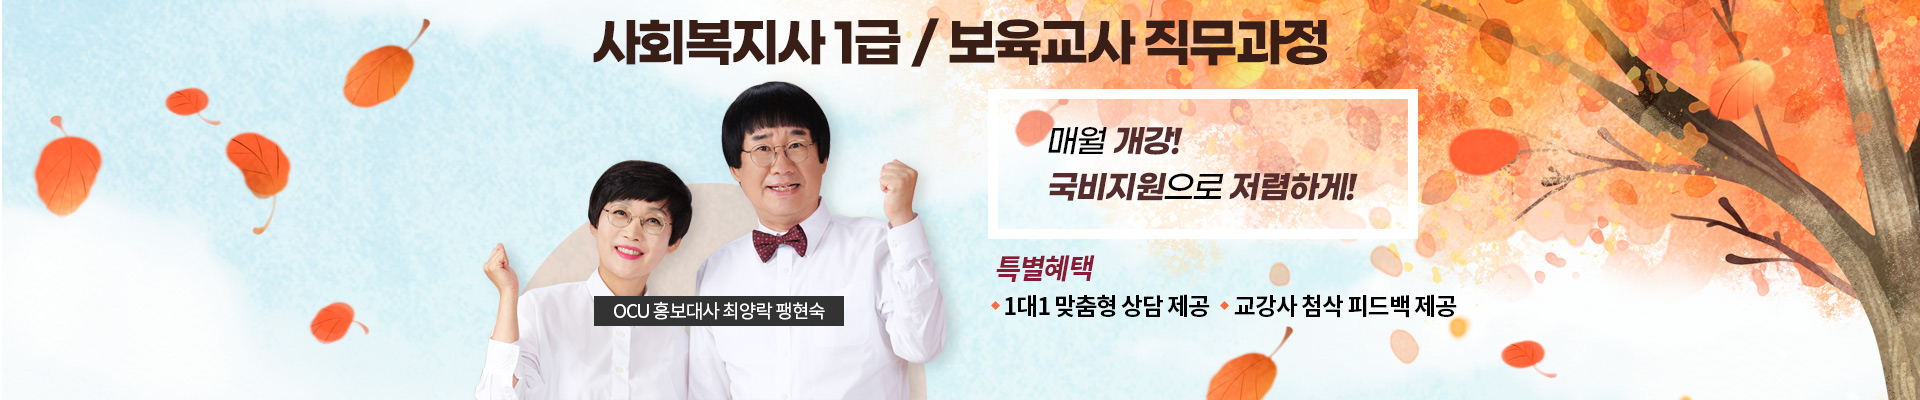 사회복지사 1급 / 보육교사 직무과정
매월 개강!
국비지원으로 저렴하게!
특별혜택
1대1 맞춤형 상담 제공 교강사 첨삭 피드백 제공
OCU 홍보대사 최양락 팽현숙